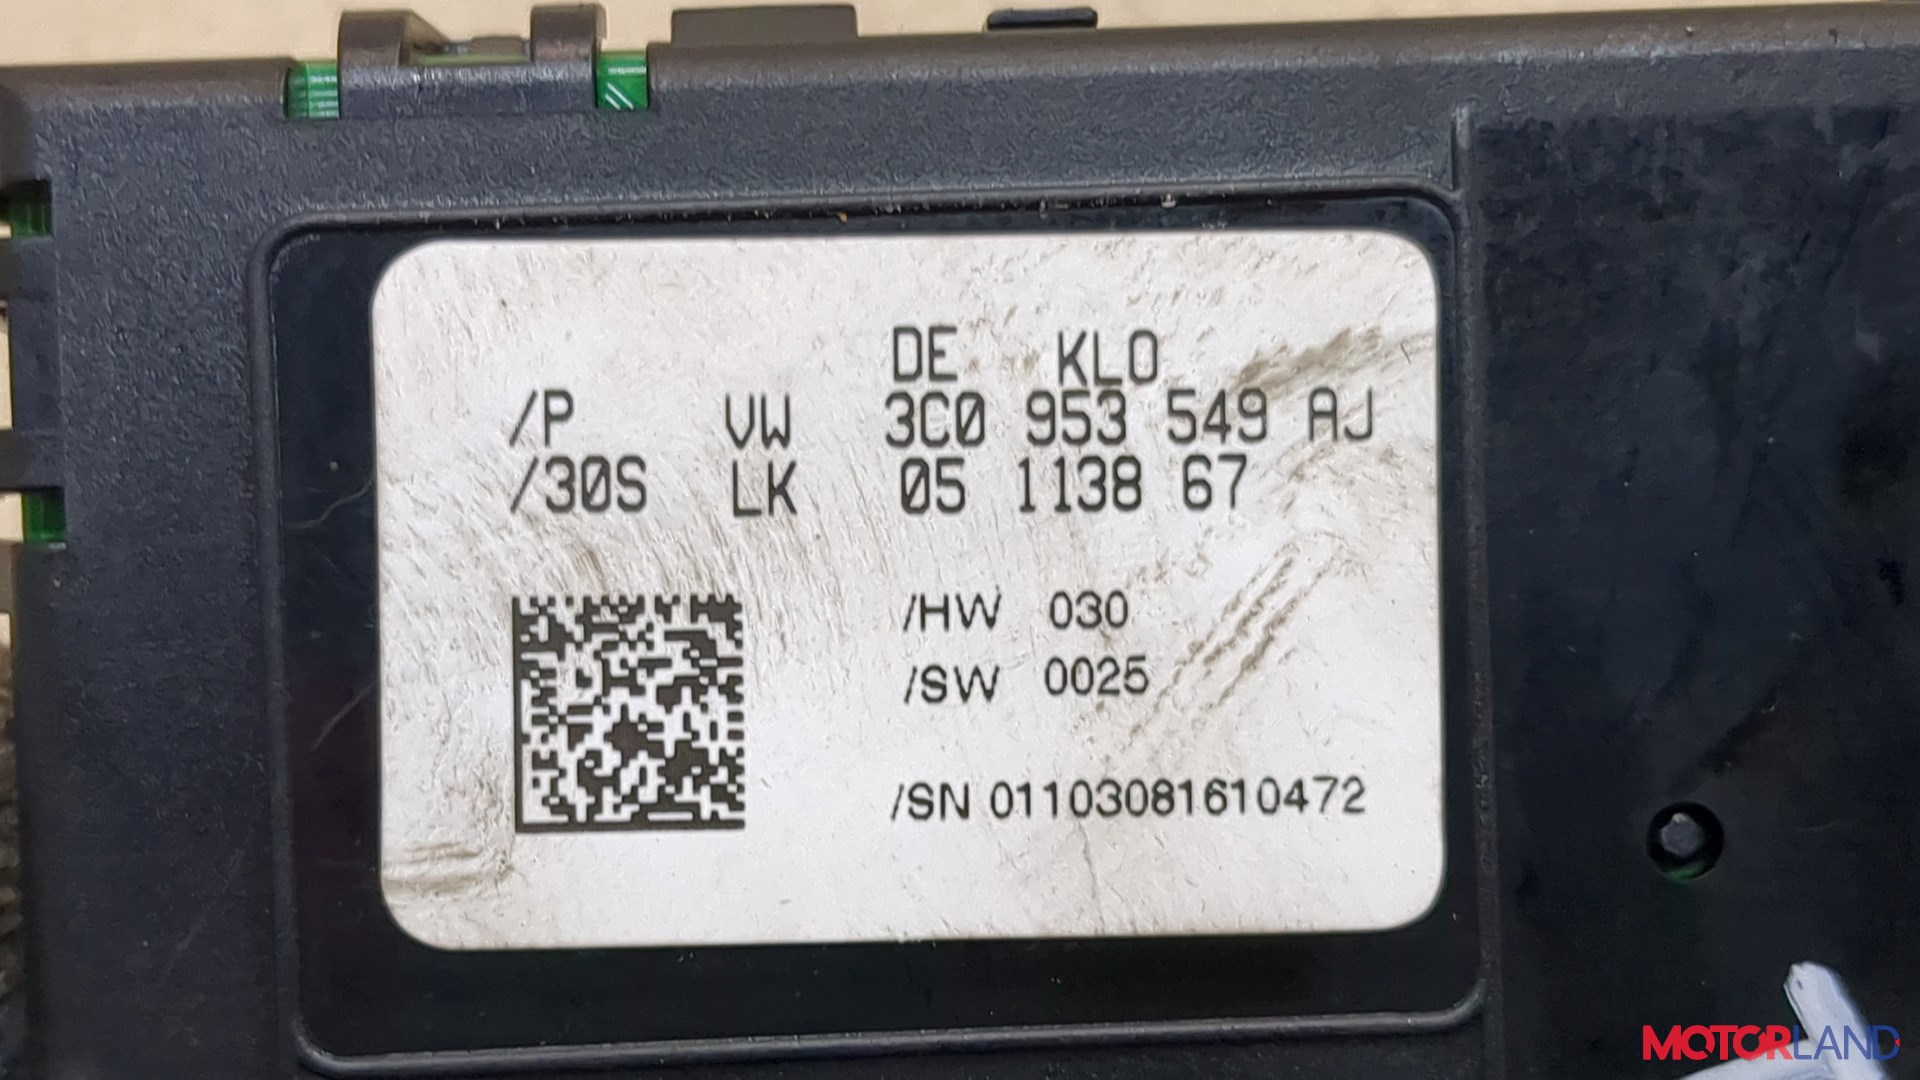 DE KLO
/P VW 3C0 953 549 AJ
/30S LK 05 1138 67
/HW 030
/SW 0025
/SN 01103081610472
MOTORLAND